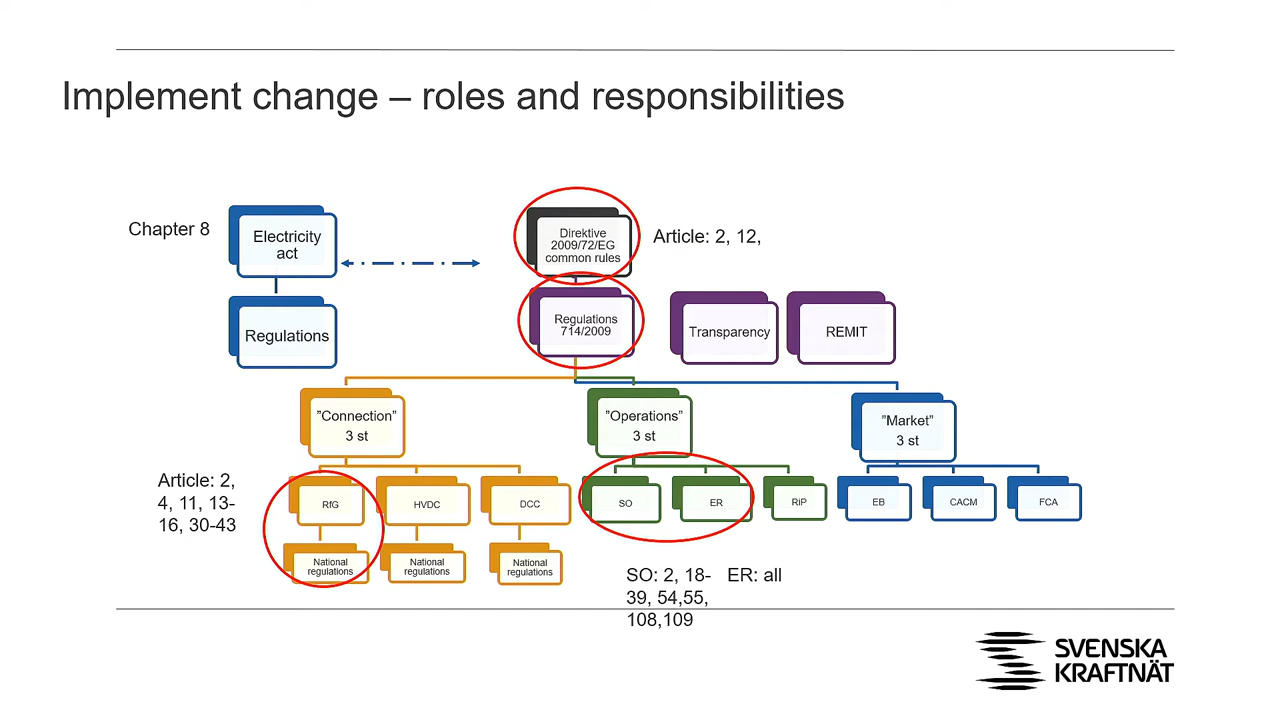 Implement change – roles and responsibilities
Chapter 8
Electricity
act
Regulations
Direktive
2009/72/EG
common rules
Article: 2, 12,
Regulations
714/2009
Transparency
REMIT
”Connection”
3 st
”Operations”
3 st
”Market”
3 st
Article: 2,
4, 11, 13-
16, 30-43
RfG
HVDC
DCC
SO
ER
RiP
EB
CACM
FCA
National
regulations
National
regulations
National
regulations
SO: 2, 18-
39, 54,55,
108,109
ER: all
SVENSKA
KRAFTNÄT